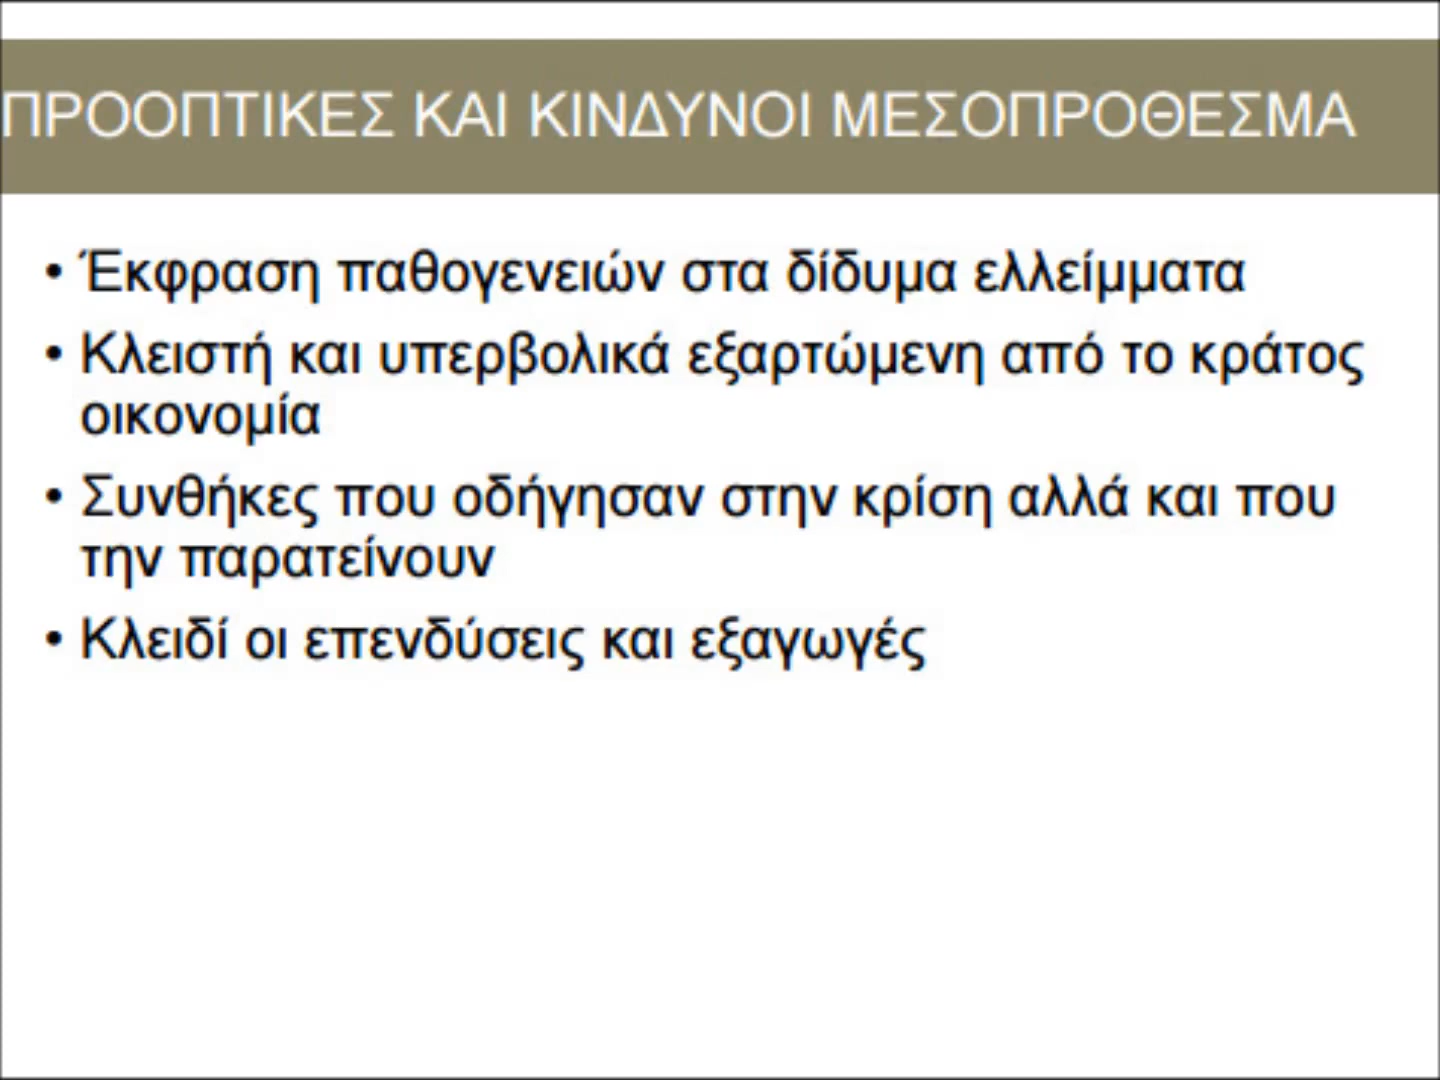 ΠΡΟΟΠΤΙΚΕΣ ΚΑΙ ΚΙΝΔΥΝΟΙ ΜΕΣΟΠΡΟΘΕΣΜΑ
• Έκφραση παθογενειών στα δίδυμα ελλείμματα
• Κλειστή και υπερβολικά εξαρτώμενη από το κράτος
οικονομία
• Συνθήκες που οδήγησαν στην κρίση αλλά και που
την παρατείνουν
• Κλειδί οι επενδύσεις και εξαγωγές